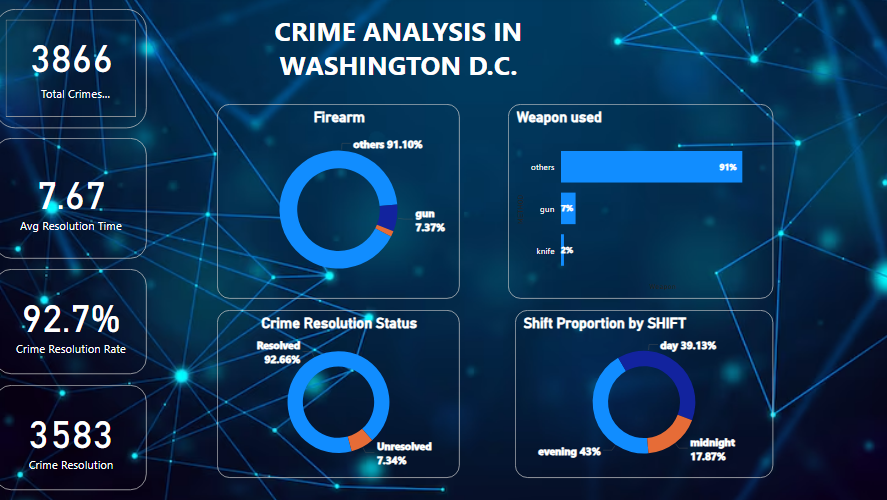 CRIME ANALYSIS IN
WASHINGTON D.C.
3866
Total Crimes...
7.67
Avg Resolution Time
92.7%
Crime Resolution Rate
3583
Crime Resolution
Firearm
others 91.10%
gun
7.37%
Weapon used
others 91%
gun 7%
knife 2%
Crime Resolution Status
Resolved
92.66%
Unresolved
7.34%
Shift Proportion by SHIFT
day 39.13%
evening 43%
midnight
17.87%